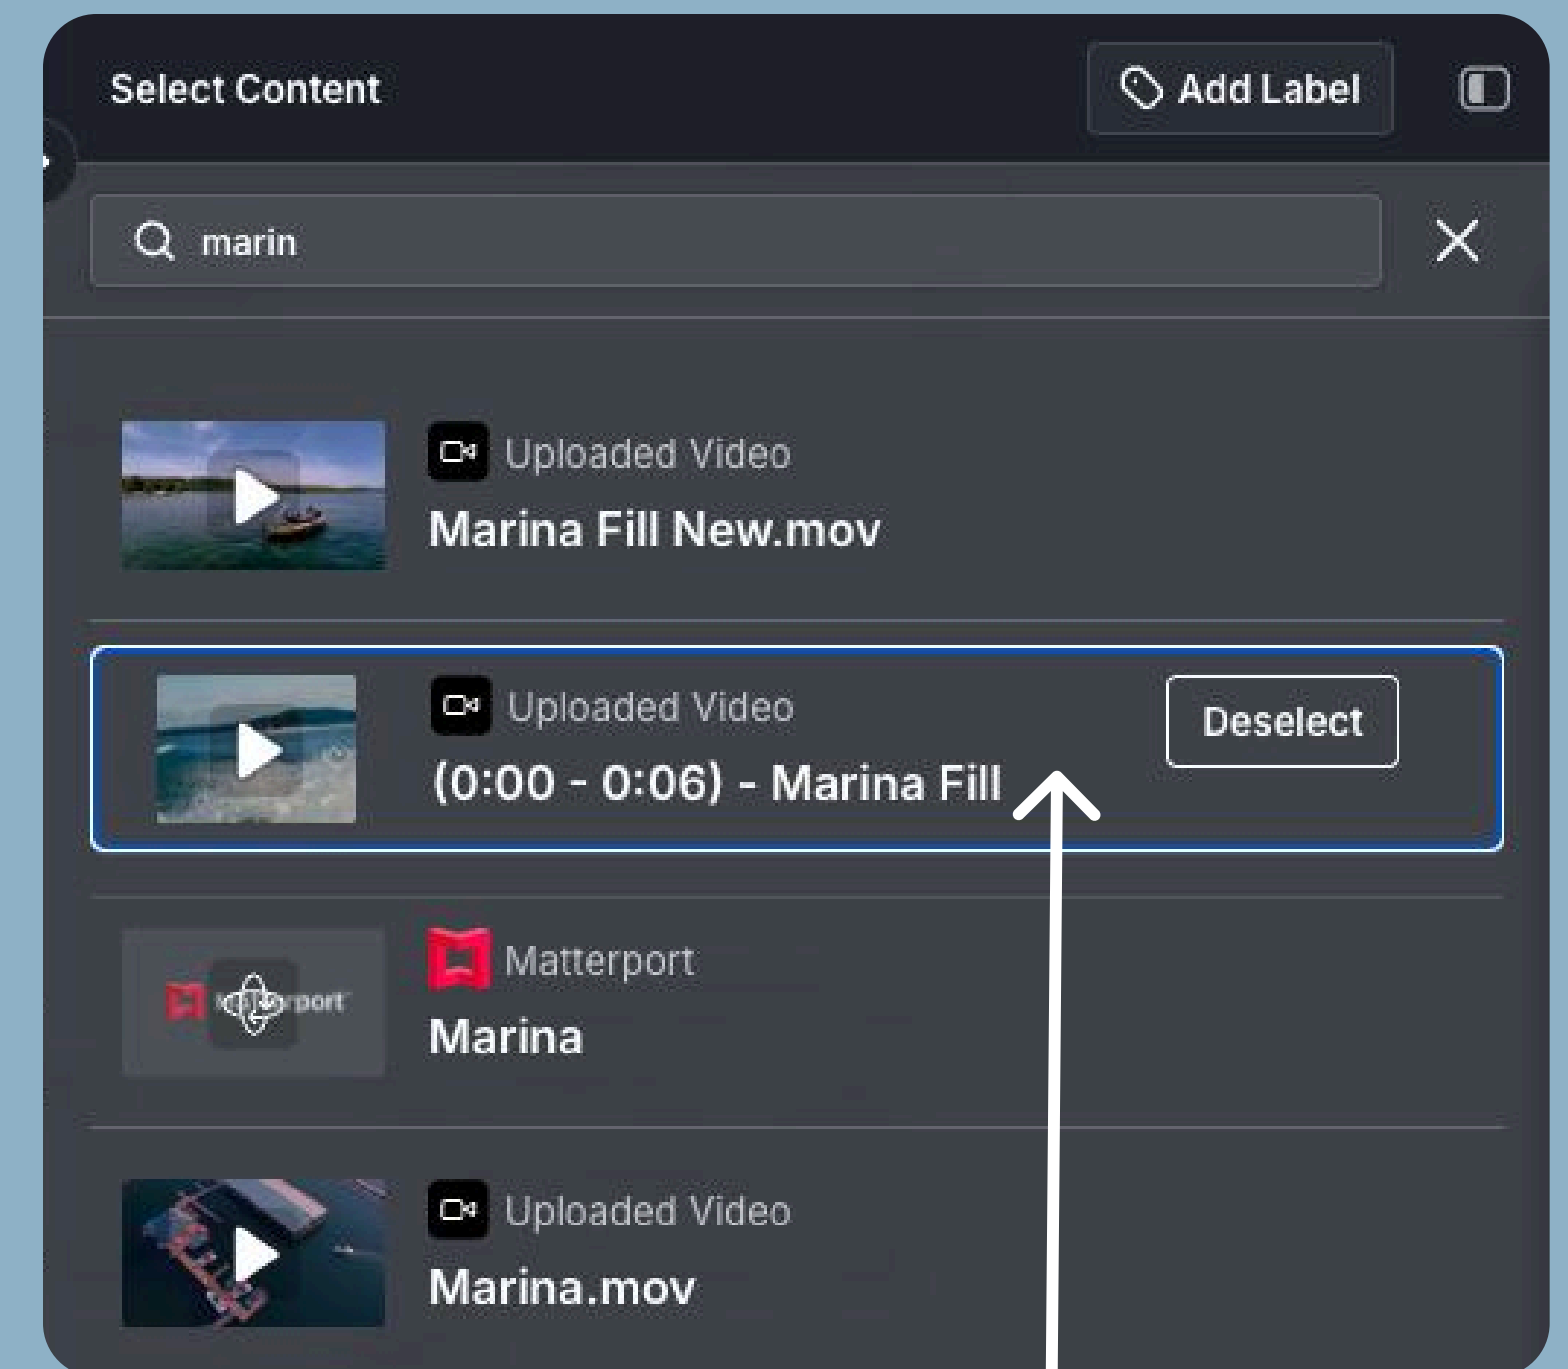 Select Content
Add Label
marin
Uploaded Video
Marina Fill New.mov
Uploaded Video
Deselect
(0:00 - 0:06) - Marina Fill
Matterport
Marina
Uploaded Video
Marina.mov